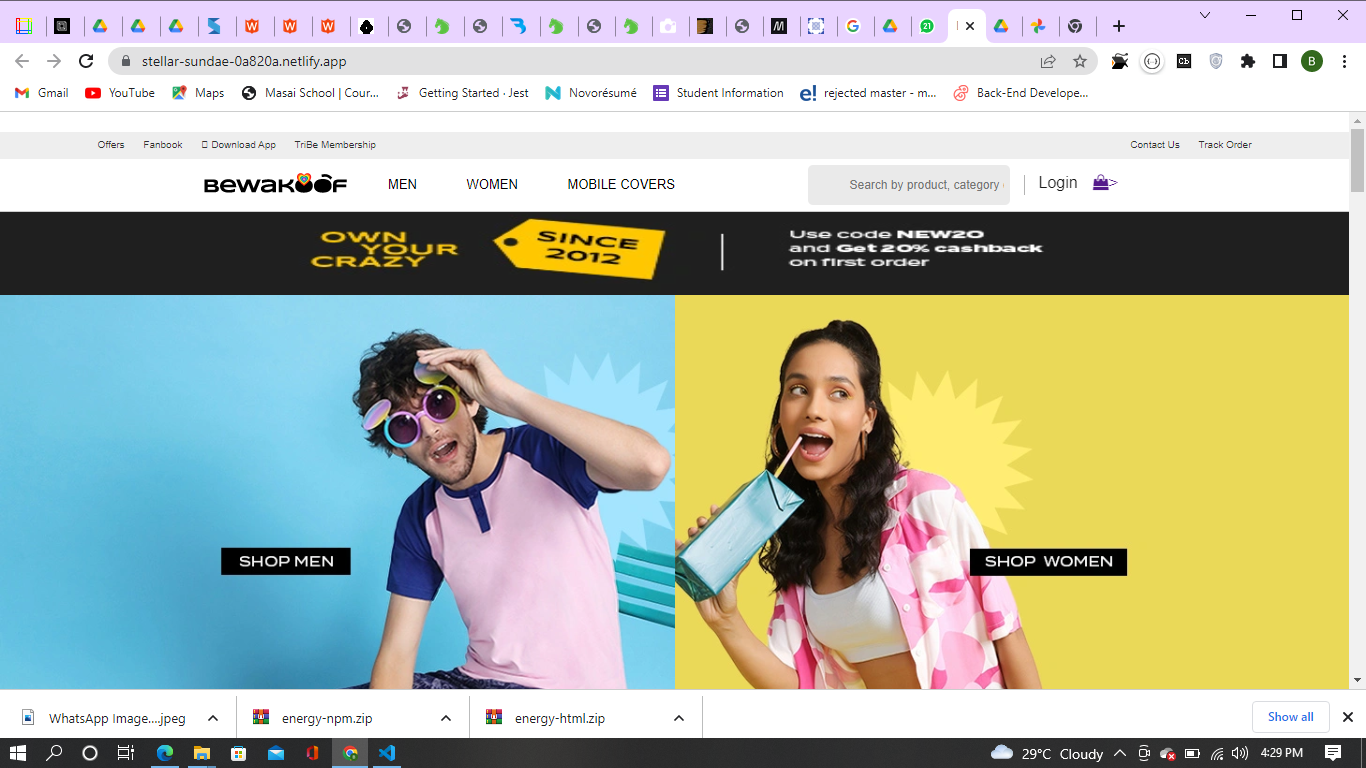 21
stellar-sundae-0a820a.netlify.app
B
Gmail
YouTube
Maps
Masai School | Cour...
Getting Started · Jest
Novorésumé
Student Information
rejected master - m...
Back-End Develope...
Offers
Fanbook
Download App
TriBe Membership
Contact Us
Track Order
BEWAKOOF
MEN
WOMEN
MOBILE COVERS
Search by product, category
Login
>
OWN
YOUR
CRAZY
SINCE
2012
Use code NEW20
and Get 20% cashback
on first order
SHOP MEN
SHOP WOMEN
WhatsApp Image....jpeg
energy-npm.zip
energy-html.zip
Show all
29°C Cloudy
4:29 PM